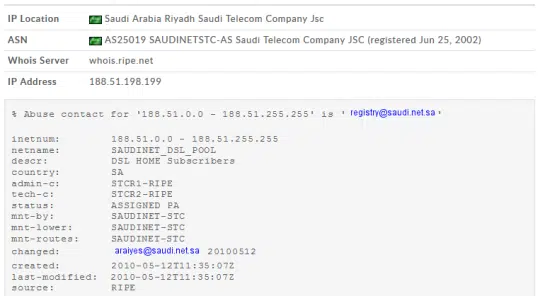 IP Location Saudi Arabia Riyadh Saudi Telecom Company Jsc
ASN AS25019 SAUDINETSTC-AS Saudi Telecom Company JSC (registered Jun 25, 2002)
Whois Server whois.ripe.net
IP Address 188.51.198.199
% Abuse contact for '188.51.0.0 - 188.51.255.255' is ' registry@saudi.net.sa '
inetnum: 188.51.0.0 - 188.51.255.255
netname: SAUDINET_DSL_POOL
descr: DSL HOME Subscribers
country: SA
admin-c: STCR1-RIPE
tech-c: STCR2-RIPE
status: ASSIGNED PA
mnt-by: SAUDINET-STC
mnt-lower: SAUDINET-STC
mnt-routes: SAUDINET-STC
changed: araiyes@saudi.net.sa 20100512
created: 2010-05-12T11:35:07Z
last-modified: 2010-05-12T11:35:07Z
source: RIPE